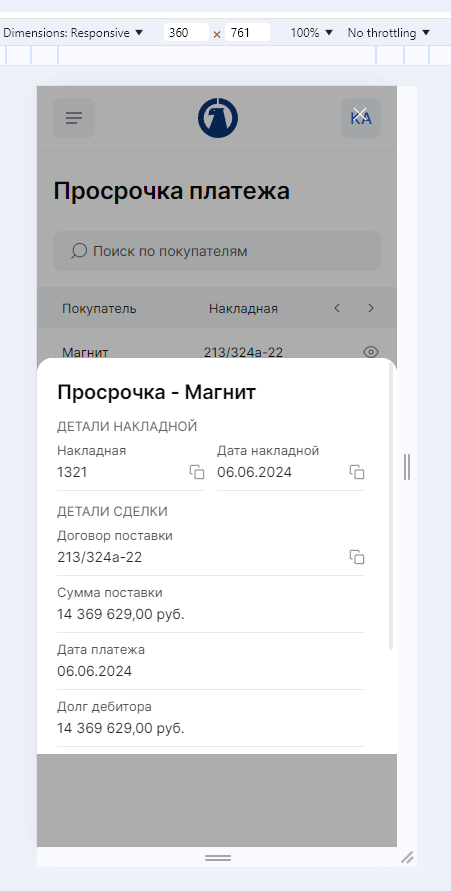 Dimensions: Responsive ▼ 360 × 761 100% ▼ No throttling ▼
КА
Просрочка платежа
Поиск по покупателям
Покупатель Накладная
Магнит 213/324а-22
Просрочка - Магнит
ДЕТАЛИ НАКЛАДНОЙ
Накладная Дата накладной
1321 06.06.2024
ДЕТАЛИ СДЕЛКИ
Договор поставки
213/324а-22
Сумма поставки
14 369 629,00 руб.
Дата платежа
06.06.2024
Долг дебитора
14 369 629,00 руб.